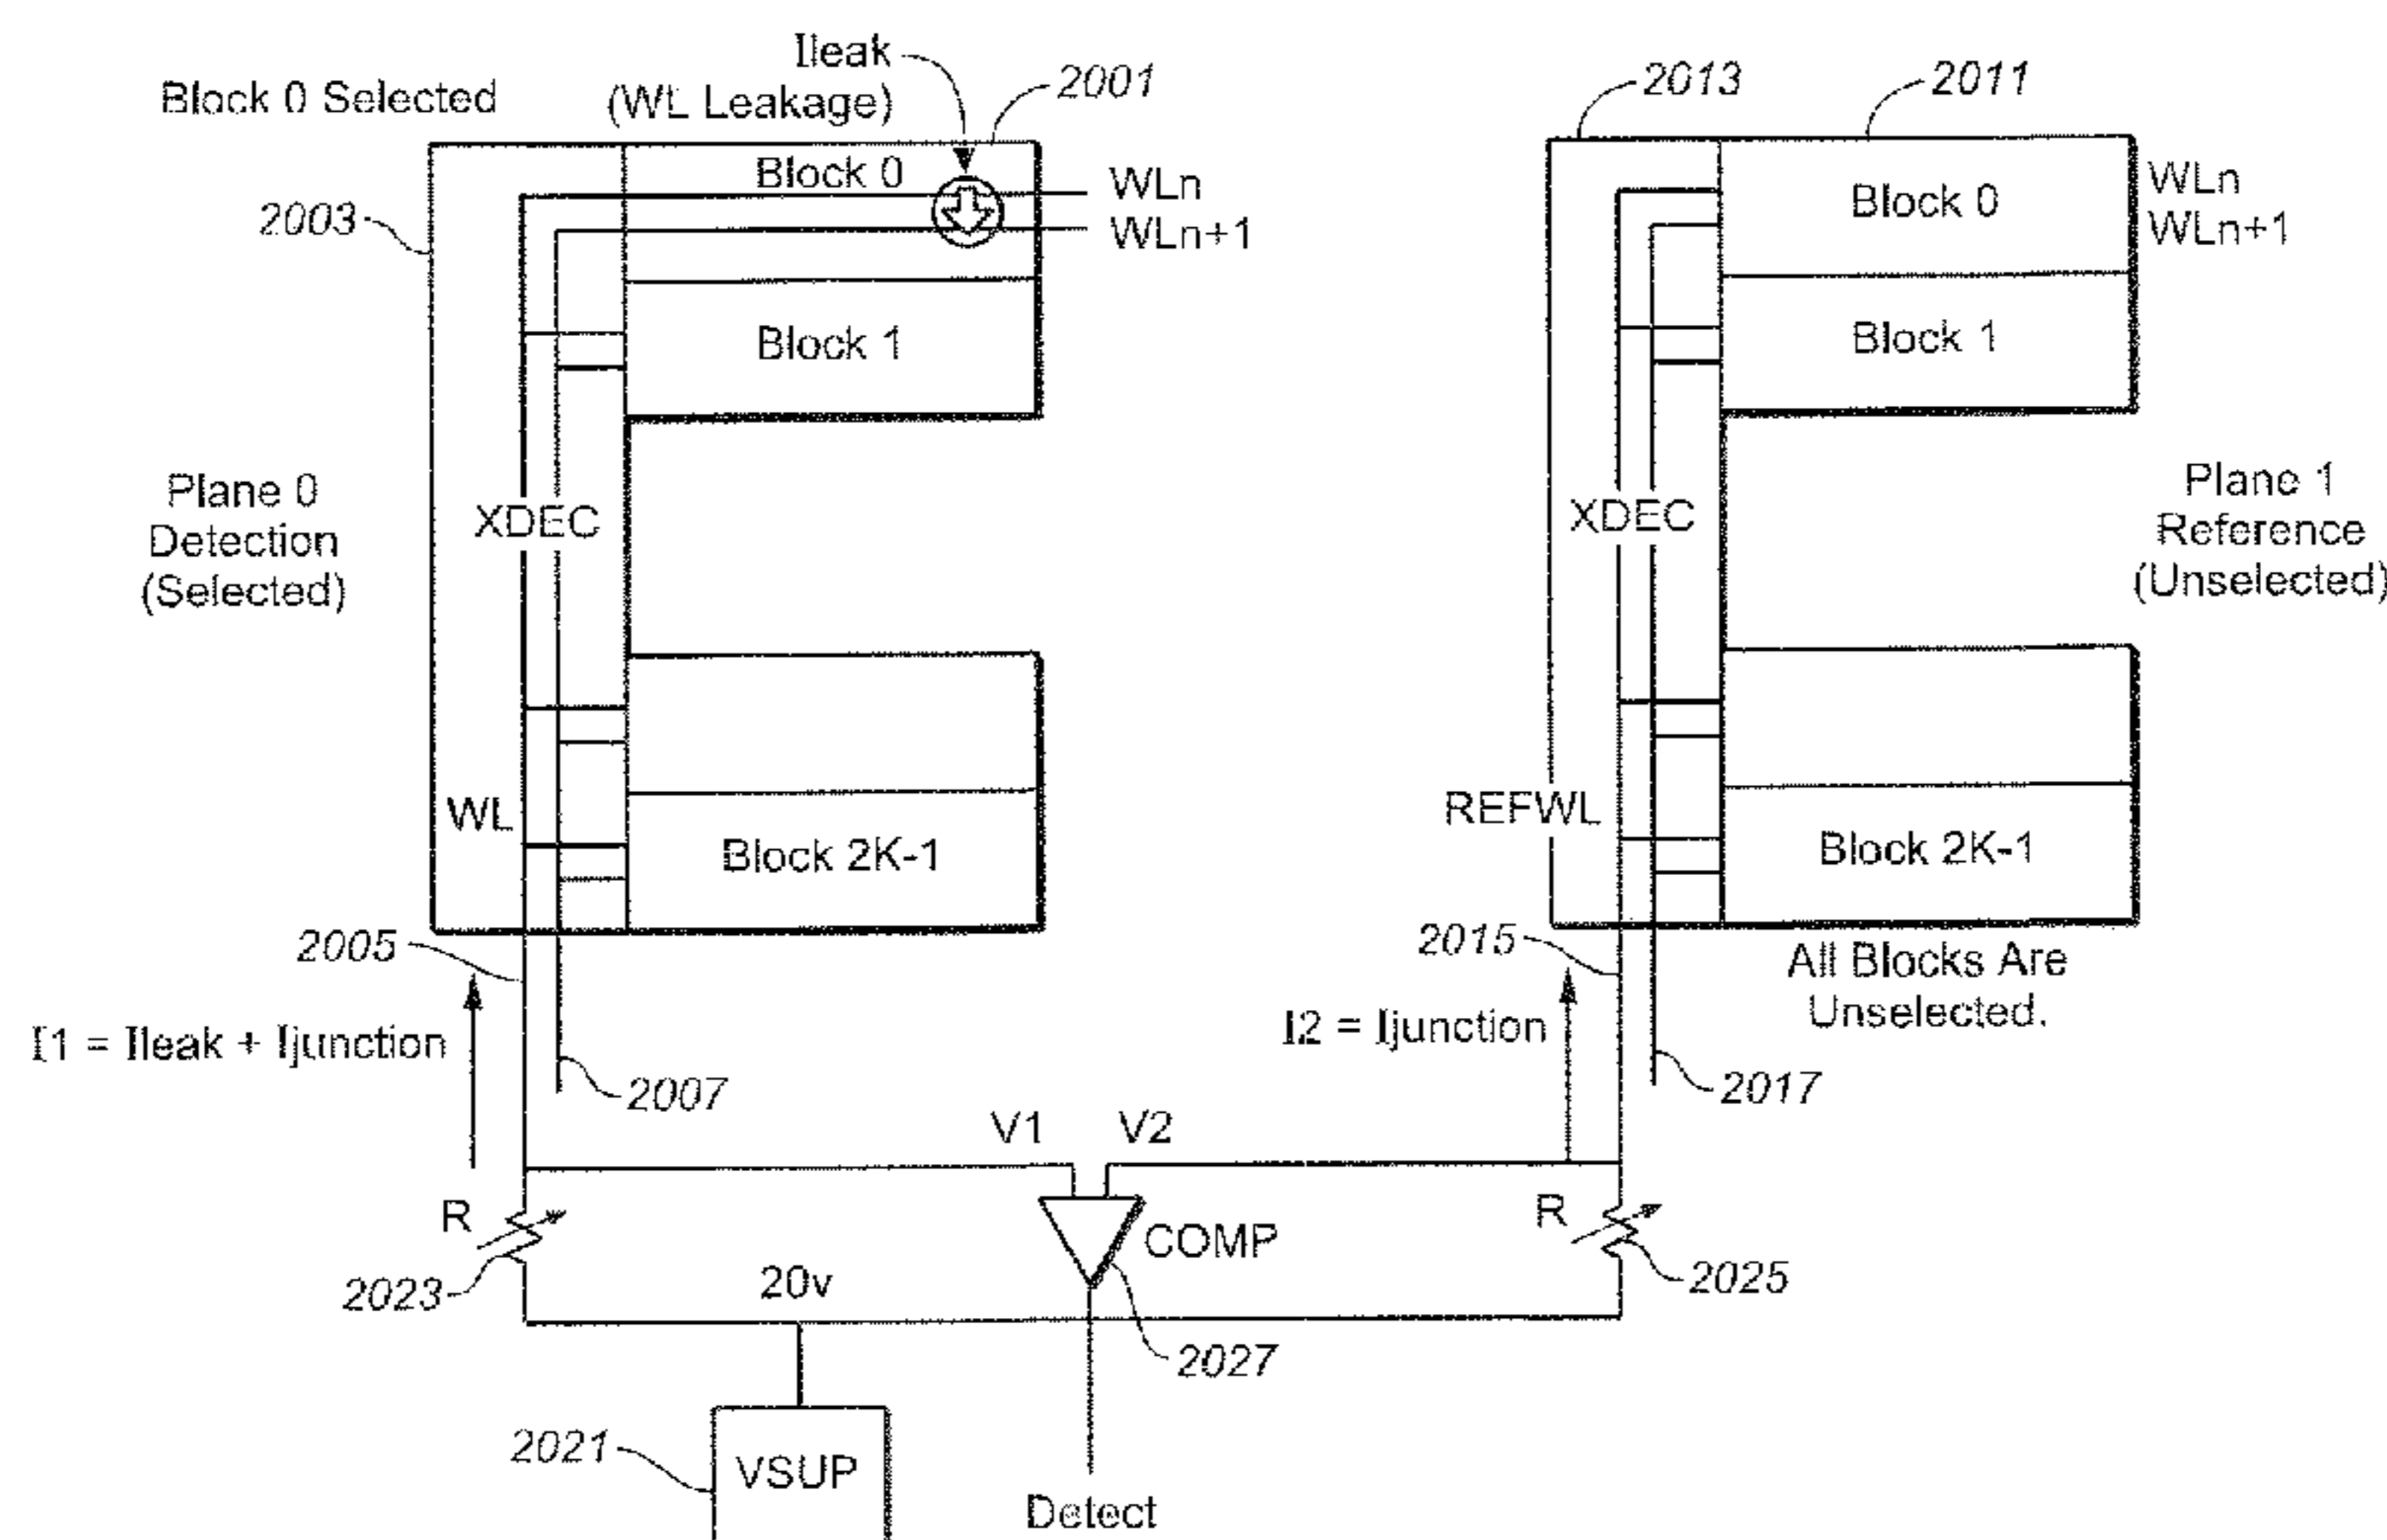 Ileak
(WL Leakage)
2001
Block 0 Selected
2013
2011
Block 0
WLn
WLn+1
2003
Block 0
WLn
WLn+1
Block 1
Block 1
Plane 0
Detection
(Selected)
XDEC
XDEC
Plane 1
Reference
(Unselected)
WL
Block 2K-1
REFWL
Block 2K-1
2005
2015
All Blocks Are
Unselected.
I1 = Ileak + Ijunction
I2 = Ijunction
2007
2017
V1
V2
R
2023
COMP
R
2025
20v
2027
2021
VSUP
Detect